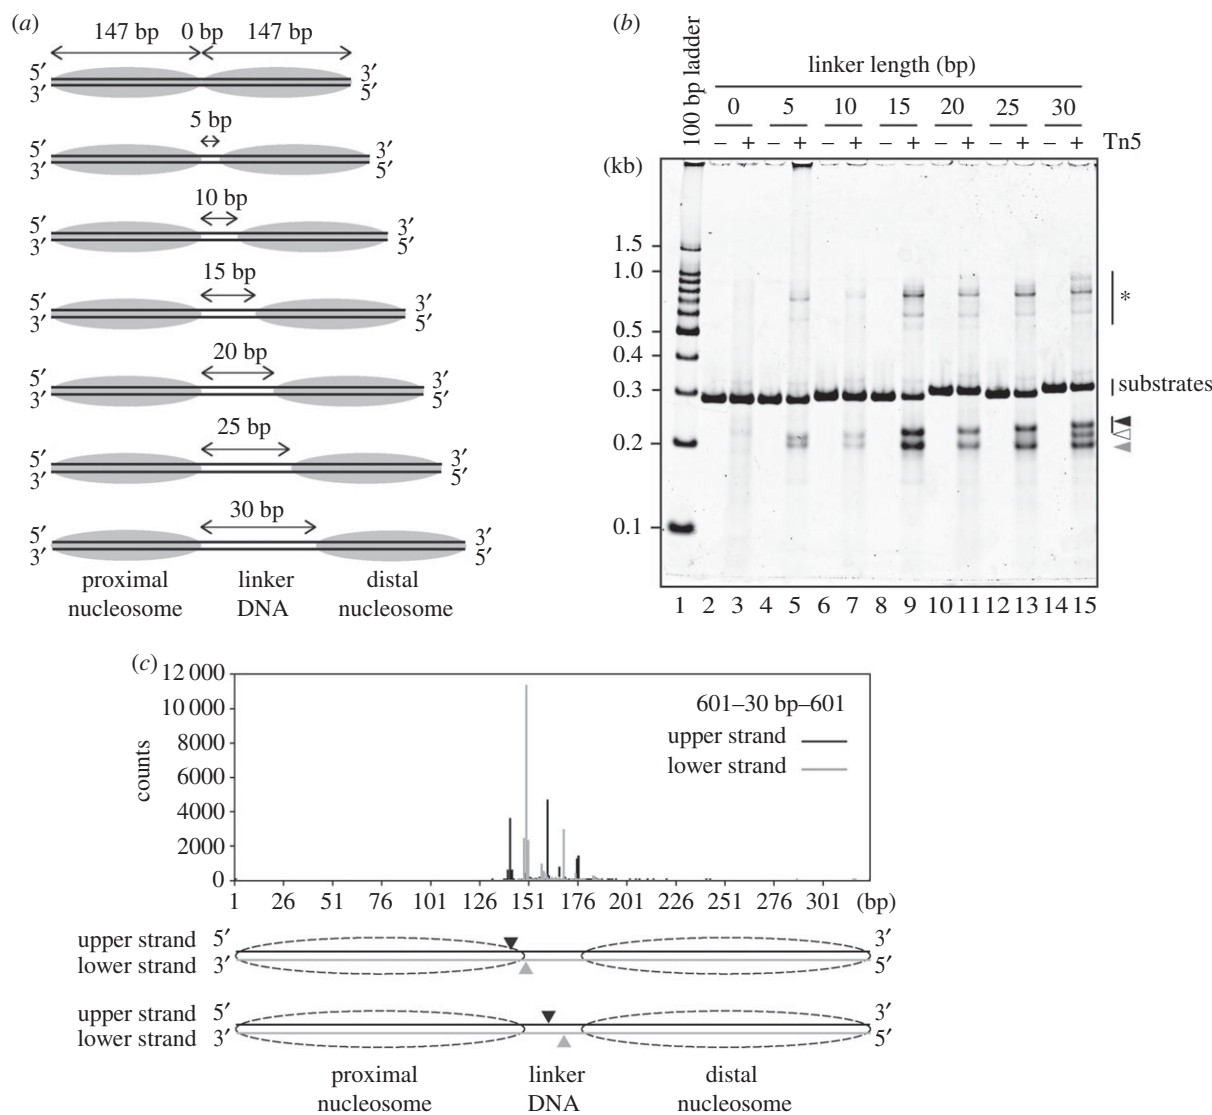 (a)
147 bp 0 bp 147 bp
5′ 3′
3′ 5′
5 bp
5′ 3′
3′ 5′
10 bp
5′ 3′
3′ 5′
15 bp
5′ 3′
3′ 5′
20 bp
5′ 3′
3′ 5′
25 bp
5′ 3′
3′ 5′
30 bp
5′ 3′
3′ 5′
proximal linker distal
nucleosome DNA nucleosome
(b)
100 bp ladder
linker length (bp)
0 5 10 15 20 25 30
– + – + – + – + – + – + – + Tn5
(kb)
1.5
1.0
*
0.5
0.4
0.3
substrates
0.2
0.1
1 2 3 4 5 6 7 8 9 10 11 12 13 14 15
(c)
12 000
10 000
8000
6000
4000
2000
0
counts
601–30 bp–601
upper strand
lower strand
1 26 51 76 101 126 151 176 201 226 251 276 301 (bp)
upper strand 5′ 3′
lower strand 3′ 5′
upper strand 5′ 3′
lower strand 3′ 5′
proximal linker distal
nucleosome DNA nucleosome